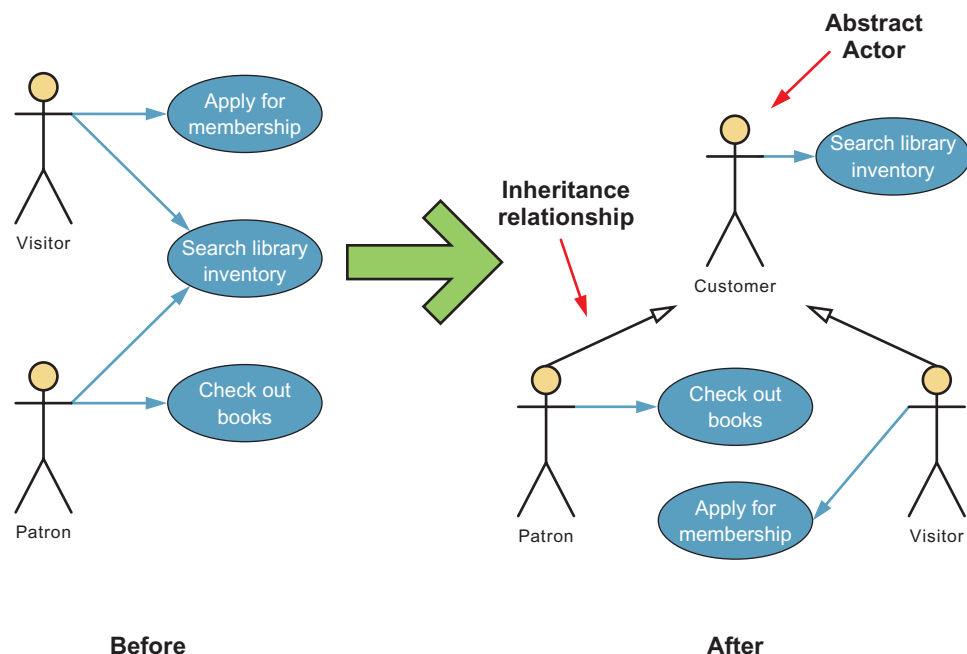 Apply for
membership
Visitor
Search library
inventory
Check out
books
Patron
Before
Abstract
Actor
Search library
inventory
Inheritance
relationship
Customer
Check out
books
Apply for
membership
Patron
Visitor
After